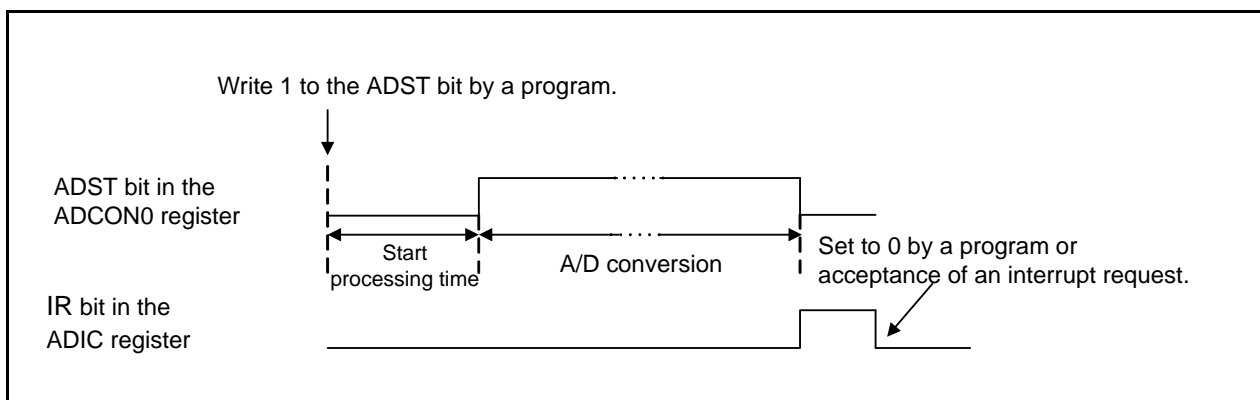 Write 1 to the ADST bit by a program.
ADST bit in the
ADCON0 register
Start
processing time
A/D conversion
Set to 0 by a program or
acceptance of an interrupt request.
IR bit in the
ADIC register